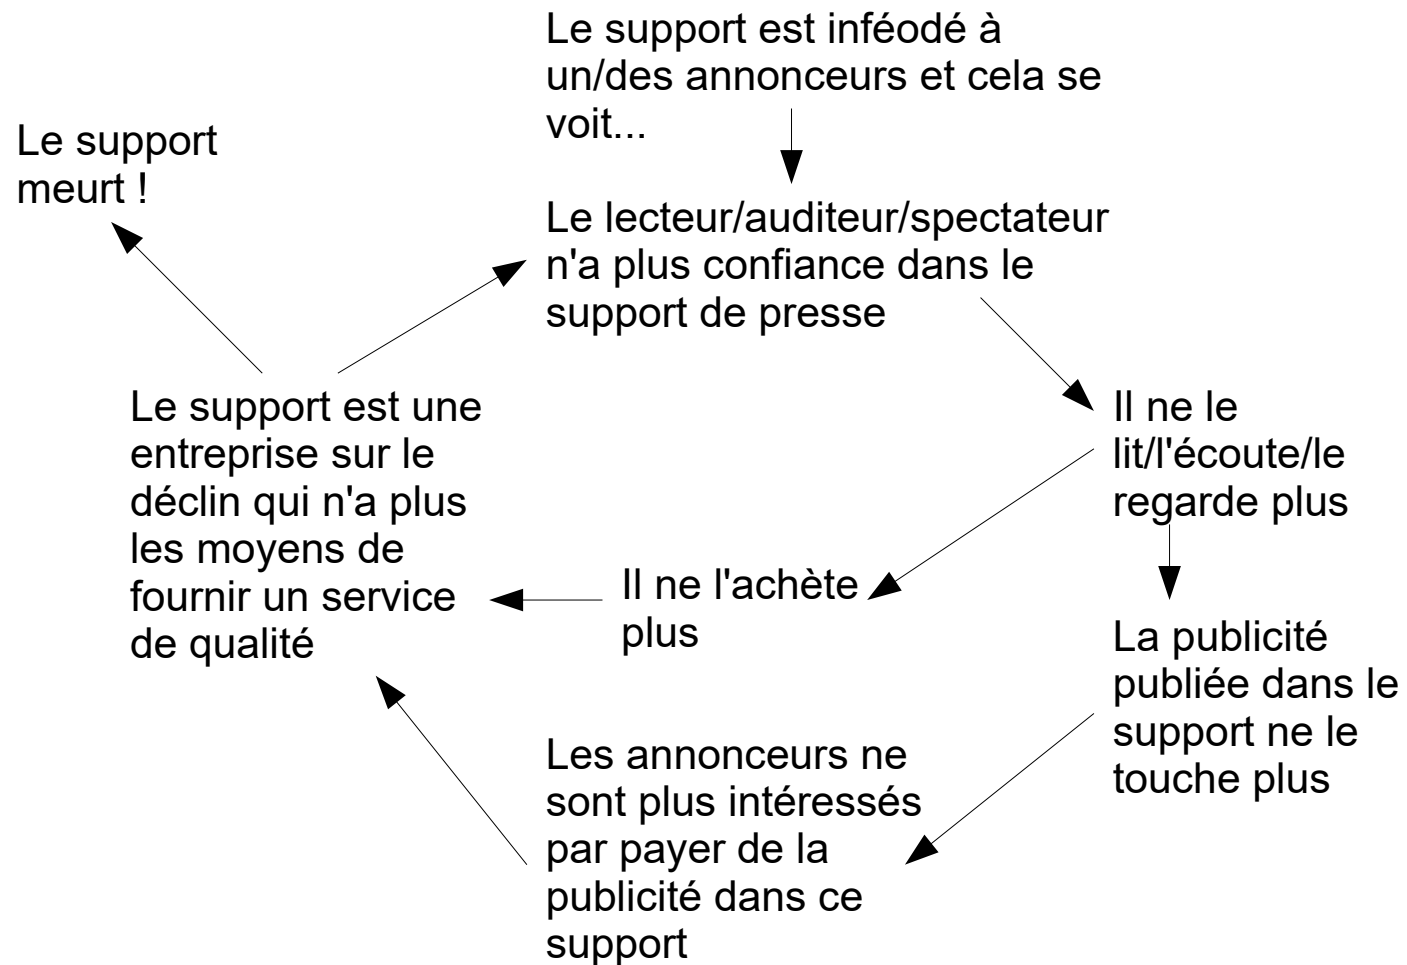 Le support est inféodé à
un/des annonceurs et cela se
voit...
Le support
meurt !
Le lecteur/auditeur/spectateur
n'a plus confiance dans le
support de presse
Le support est une
entreprise sur le
déclin qui n'a plus
les moyens de
fournir un service
de qualité
Il ne le
lit/l'écoute/le
regarde plus
Il ne l'achète
plus
La publicité
publiée dans le
support ne le
touche plus
Les annonceurs ne
sont plus intéressés
par payer de la
publicité dans ce
support